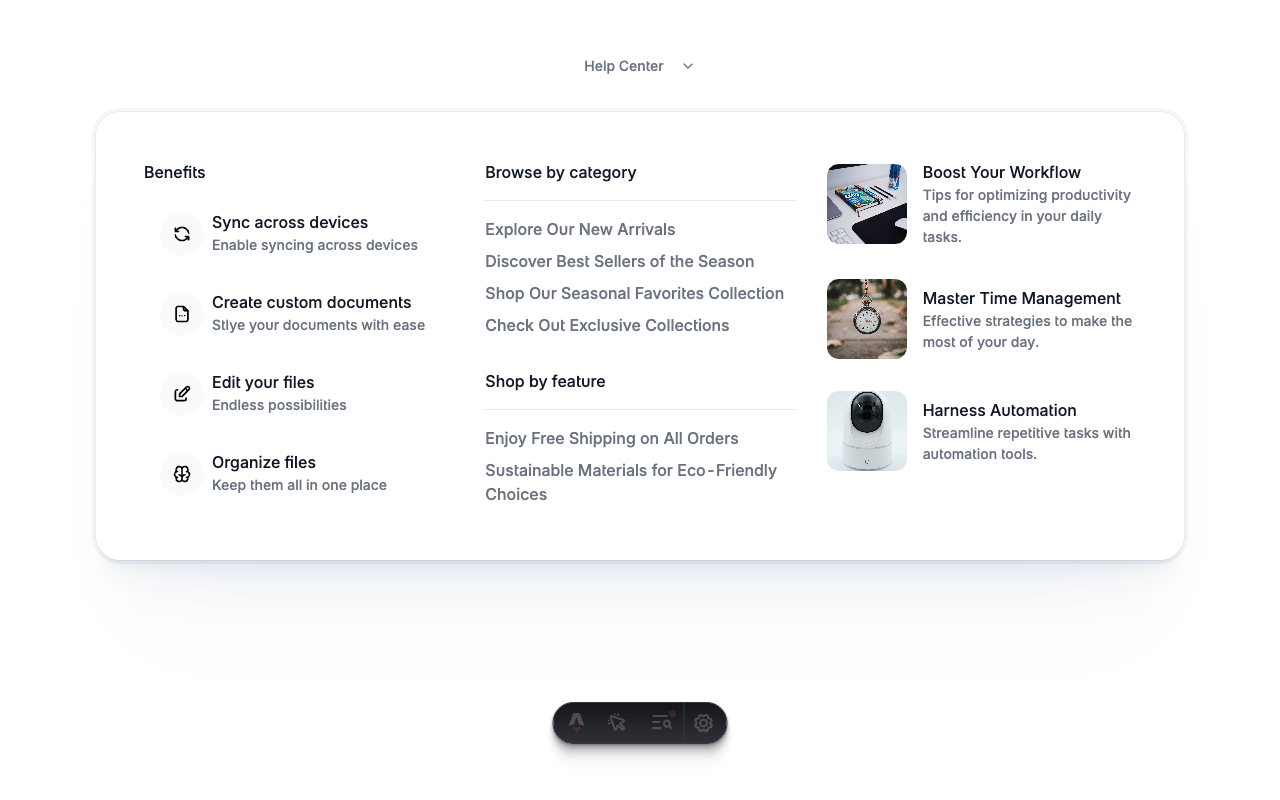 Help Center
Benefits
Sync across devices
Enable syncing across devices
Create custom documents
Stlye your documents with ease
Edit your files
Endless possibilities
Organize files
Keep them all in one place
Browse by category
Explore Our New Arrivals
Discover Best Sellers of the Season
Shop Our Seasonal Favorites Collection
Check Out Exclusive Collections
Shop by feature
Enjoy Free Shipping on All Orders
Sustainable Materials for Eco-Friendly
Choices
Boost Your Workflow
Tips for optimizing productivity
and efficiency in your daily
tasks.
Master Time Management
Effective strategies to make the
most of your day.
Harness Automation
Streamline repetitive tasks with
automation tools.